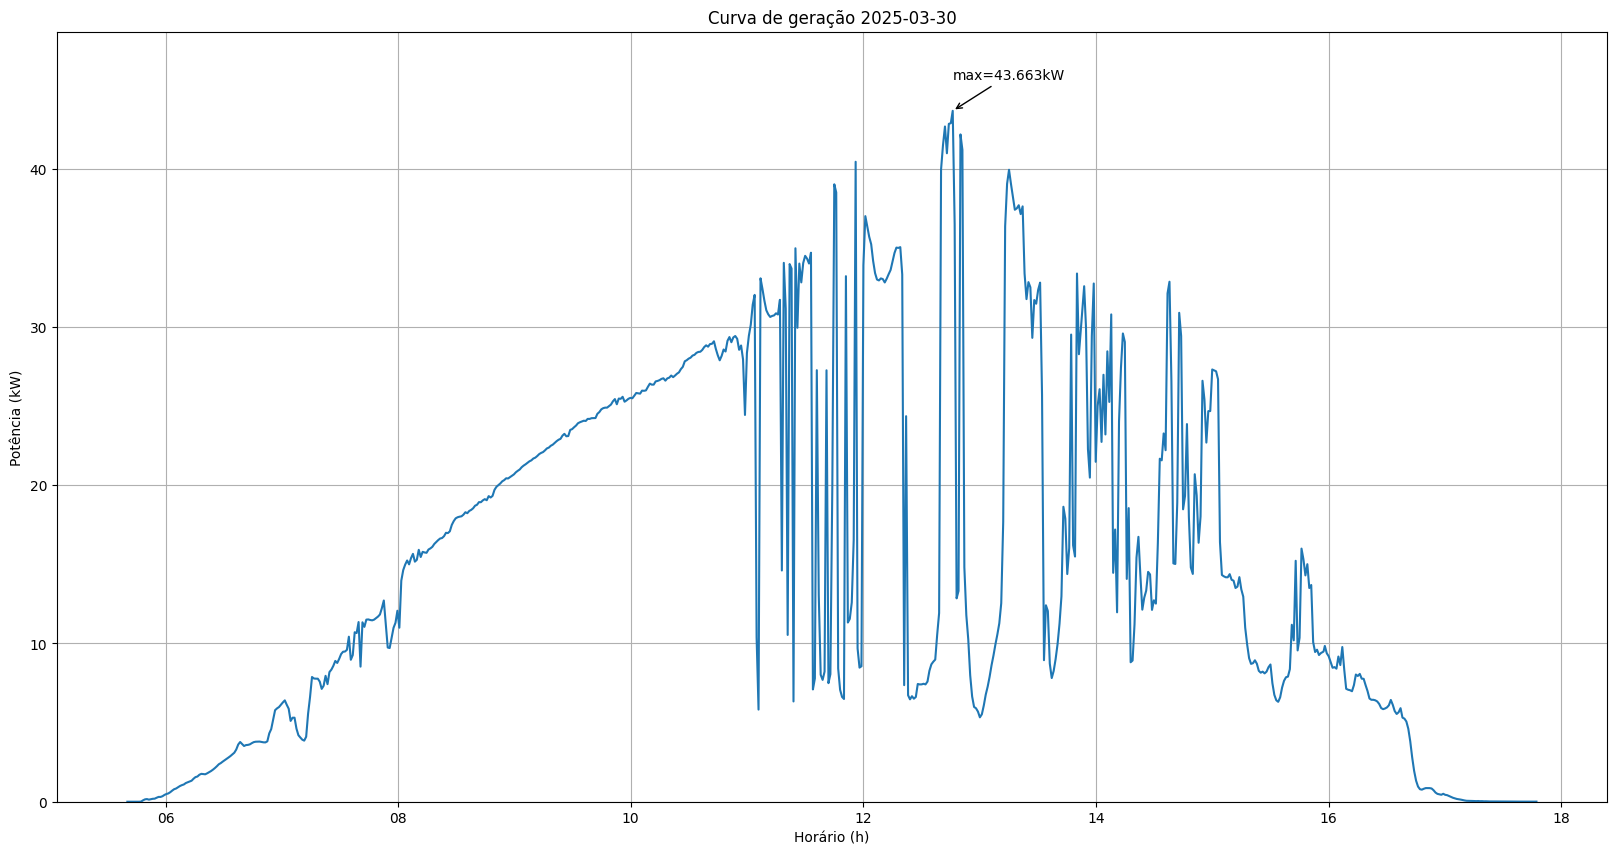 Curva de geração 2025-03-30
max=43.663kW
Potência (kW)
40
30
20
10
0
06 08 10 12 14 16 18
Horário (h)